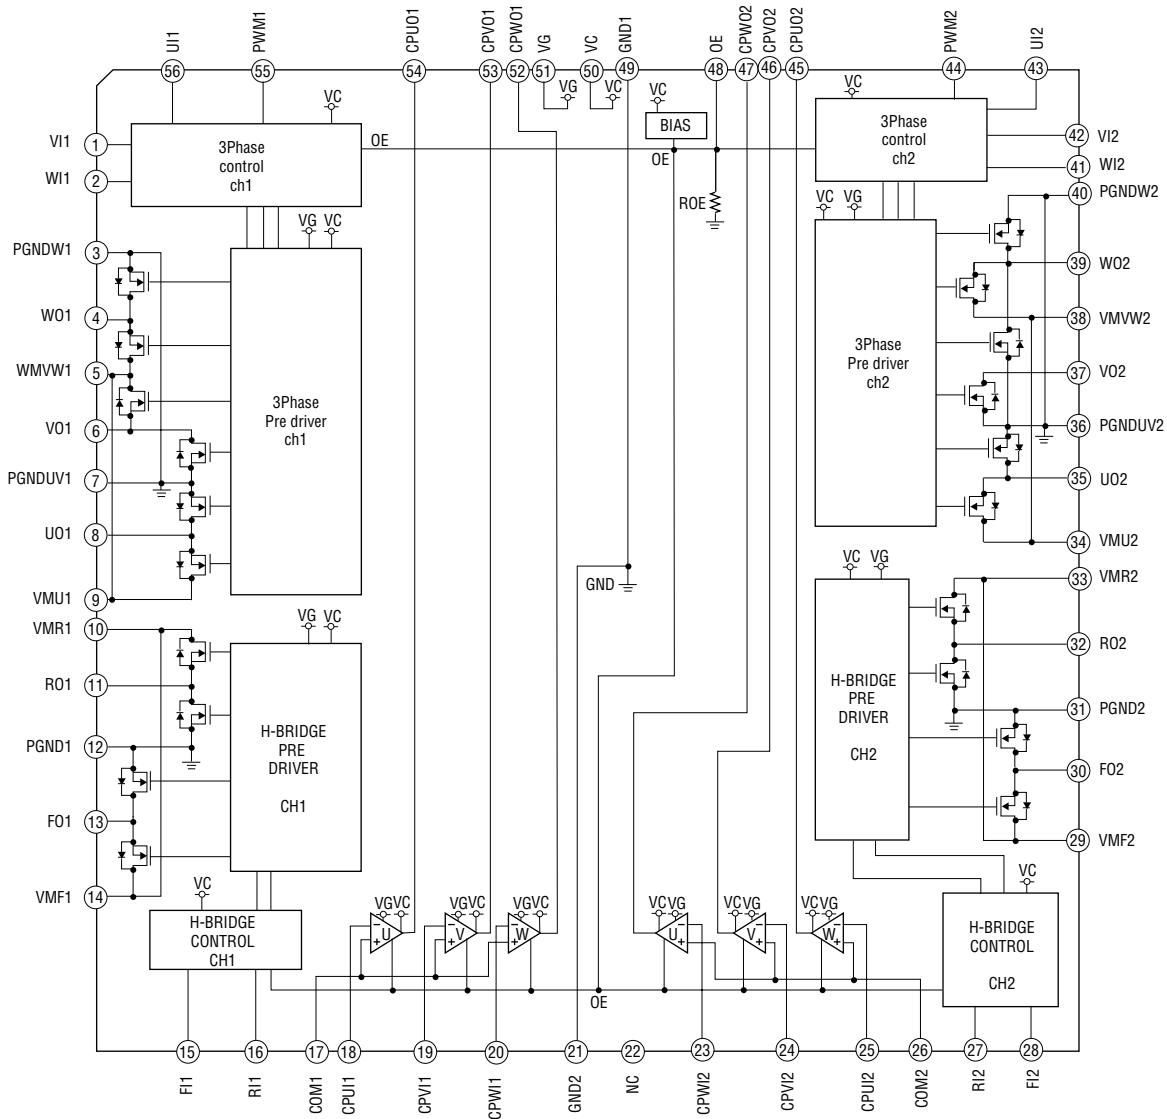 UI1
PWM1
CPUO1
CPVO1
CPWO1
VG
VC
GND1
OE
CPWO2
CPVO2
CPUO2
PWM2
UI2
56
55
54
53
52
51
50
49
48
47
46
45
44
43
VG
VC
VC
VC
VC
BIAS
VI1
1
WI1
2
3Phase
control
ch1
OE
OE
ROE
3Phase
control
ch2
42
VI2
41
WI2
40
PGNDW2
VG VC
VC VG
PGNDW1
3
WO1
4
WMVW1
5
VO1
6
PGNDUV1
7
UO1
8
VMU1
9
3Phase
Pre driver
ch1
3Phase
Pre driver
ch2
39
WO2
38
VMVW2
37
VO2
36
PGNDUV2
35
UO2
34
VMU2
GND
VMR1
10
RO1
11
PGND1
12
FO1
13
VMF1
14
VG VC
H-BRIDGE
PRE
DRIVER
CH1
VC VG
H-BRIDGE
PRE
DRIVER
CH2
33
VMR2
32
RO2
31
PGND2
30
FO2
29
VMF2
VC
H-BRIDGE
CONTROL
CH1
VGVC
U
- +
VGVC
V
- +
VGVC
W
- +
VCVG
U
- +
VCVG
V
- +
VCVG
W
- +
VC
H-BRIDGE
CONTROL
CH2
OE
15
16
17
18
19
20
21
22
23
24
25
26
27
28
FI1
RI1
COM1
CPUI1
CPVI1
CPWI1
GND2
NC
CPWI2
CPVI2
CPUI2
COM2
RI2
FI2